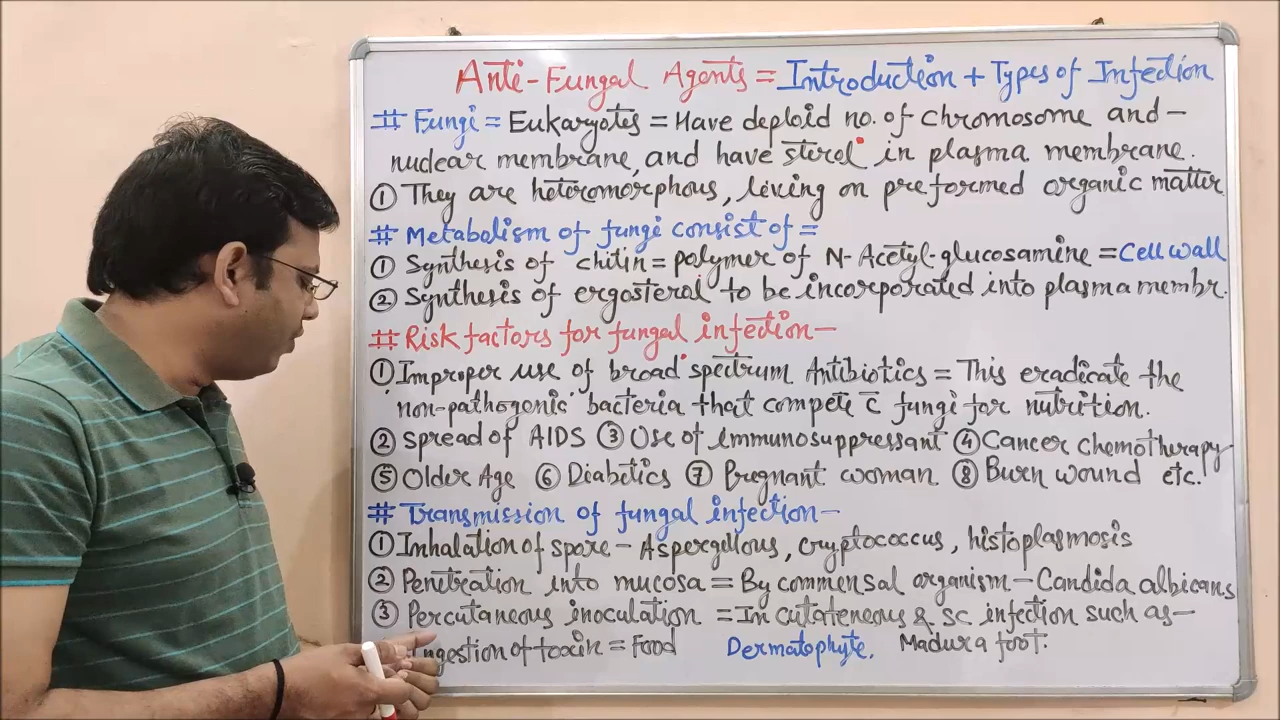 Anti-Fungal Agents = Introduction + Types of Infection
# Fungi = Eukaryotes = Have deploid no. of chromosome and -
nuclear membrane, and have sterol in plasma membrane.
① They are heteromorphous, living on preformed organic matter
# Metabolism of fungi consist of =
① Synthesis of chitin = polymer of N-Acetyl-glucosamine = Cell wall
② Synthesis of ergosterol to be incorporated into plasma membr.
# Risk factors for fungal infection -
① Improper use of broad spectrum Antibiotics = This eradicate the
non-pathogenic bacteria that compete c̄ fungi for nutrition.
② Spread of AIDS ③ Use of immunosuppressant ④ Cancer chemotherapy
⑤ Older Age ⑥ Diabetics ⑦ Pregnant woman. ⑧ Burn wound etc.
# Transmission of fungal infection -
① Inhalation of spore - Aspergillous, cryptococcus, histoplasmosis
② Penetration into mucosa = By commensal organism - Candida albicans
③ Percutaneous inoculation = In cutateneous & SC infection such as -
Ingestion of toxin = Food Dermatophyte, Madura foot.